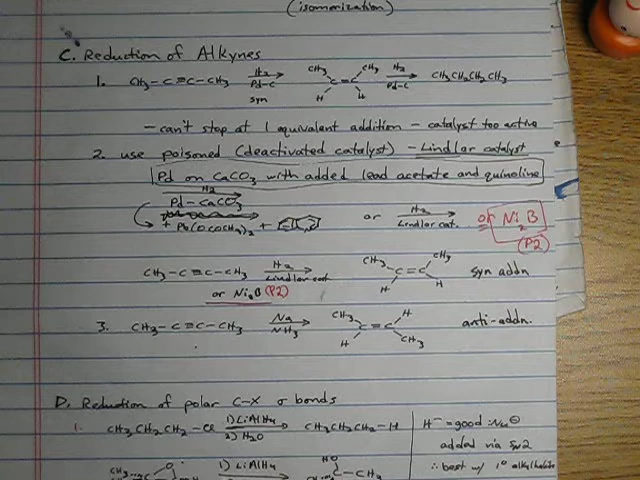 (isomerization)
C. Reduction of Alkynes
1. CH3-C≡C-CH3 H2 Pd-C syn CH3 CH3 C=C H H H2 Pd-C CH3CH2CH2CH3
- can't stop at 1 equivalent addition - catalyst too active
2. use poisoned (deactivated catalyst) - Lindlar catalyst
Pd on CaCO3 with added lead acetate and quinoline
H2
Pd-CaCO3
+ Pb(OCOCH3)2 + or H2 Lindlar cat. or Ni2B
(P2)
CH3-C≡C-CH3 H2 Lindlar cat CH3 CH3 C=C H H syn addn
or Ni2B (P2)
3. CH3-C≡C-CH3 Na NH3 CH3 H C=C H CH3 anti-addn.
D. Reduction of polar C-X σ bonds
1. CH3CH2CH2-Cl 1) LiAlH4 2) H2O CH3CH2CH2-H H⁻ = good :Nu⊖
added via SN2
∴ best w/ 1° alkylhalide
CH3 O 1) LiAlH4 HO C-CH3